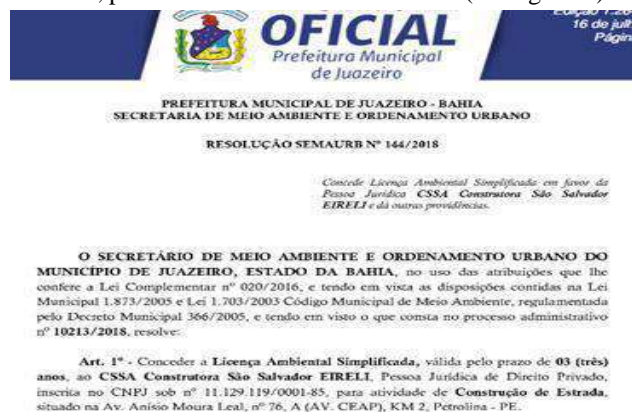 OFICIAL
Prefeitura Municipal
de Juazeiro
16 de
PREFEITURA MUNICIPAL DE JUAZEIRO - BAHIA
SECRETARIA DE MEIO AMBIENTE E ORDENAMENTO URBANO
RESOLUÇÃO SEMAURB Nº 144/2018
Concede Licença Ambiental Simplificada em favor da
Pessoa Jurídica CSSA Construtora São Salvador
EIRELI e dá outras providências.
O SECRETÁRIO DE MEIO AMBIENTE E ORDENAMENTO URBANO DO
MUNICÍPIO DE JUAZEIRO, ESTADO DA BAHIA, no uso das atribuições que lhe
confere a Lei Complementar nº 020/2016, e tendo em vista as disposições contidas na Lei
Municipal 1.873/2005 e Lei 1.703/2003 Código Municipal de Meio Ambiente, regulamentada
pelo Decreto Municipal 366/2005, e tendo em visto o que consta no processo administrativo
nº 10213/2018, resolve:
Art. 1º - Conceder a Licença Ambiental Simplificada, válida pelo prazo de 03 (três)
anos, ao CSSA Construtora São Salvador EIRELI, Pessoa Jurídica de Direito Privado,
inscrita no CNPJ sob nº 11.129.119/0001-85, para atividade de Construção de Estrada,
situado na Av. Anísio Moura Leal, nº 76, A (AV. CEAP), KM 2, Petrolina - PE.